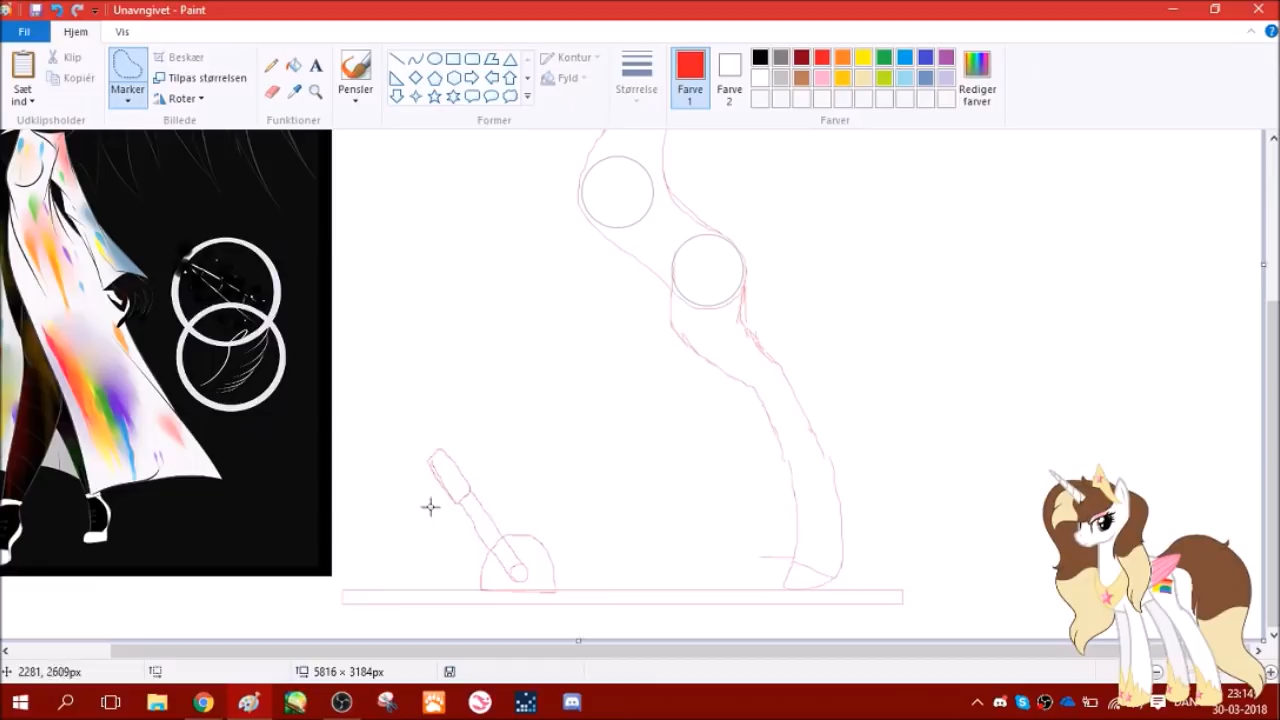 Unavngivet - Paint
Fil Hjem Vis
Sæt ind
Klip
Kopiér
Udklipsholder
Marker
Beskær
Tilpas størrelsen
Roter
Billede
A
Funktioner
Pensler
Kontur
Fyld
Former
Størrelse
Farve 1
Farve 2
Rediger farver
Farver
2281, 2609px
5816 × 3184px
DAN
23:14
30-03-2018